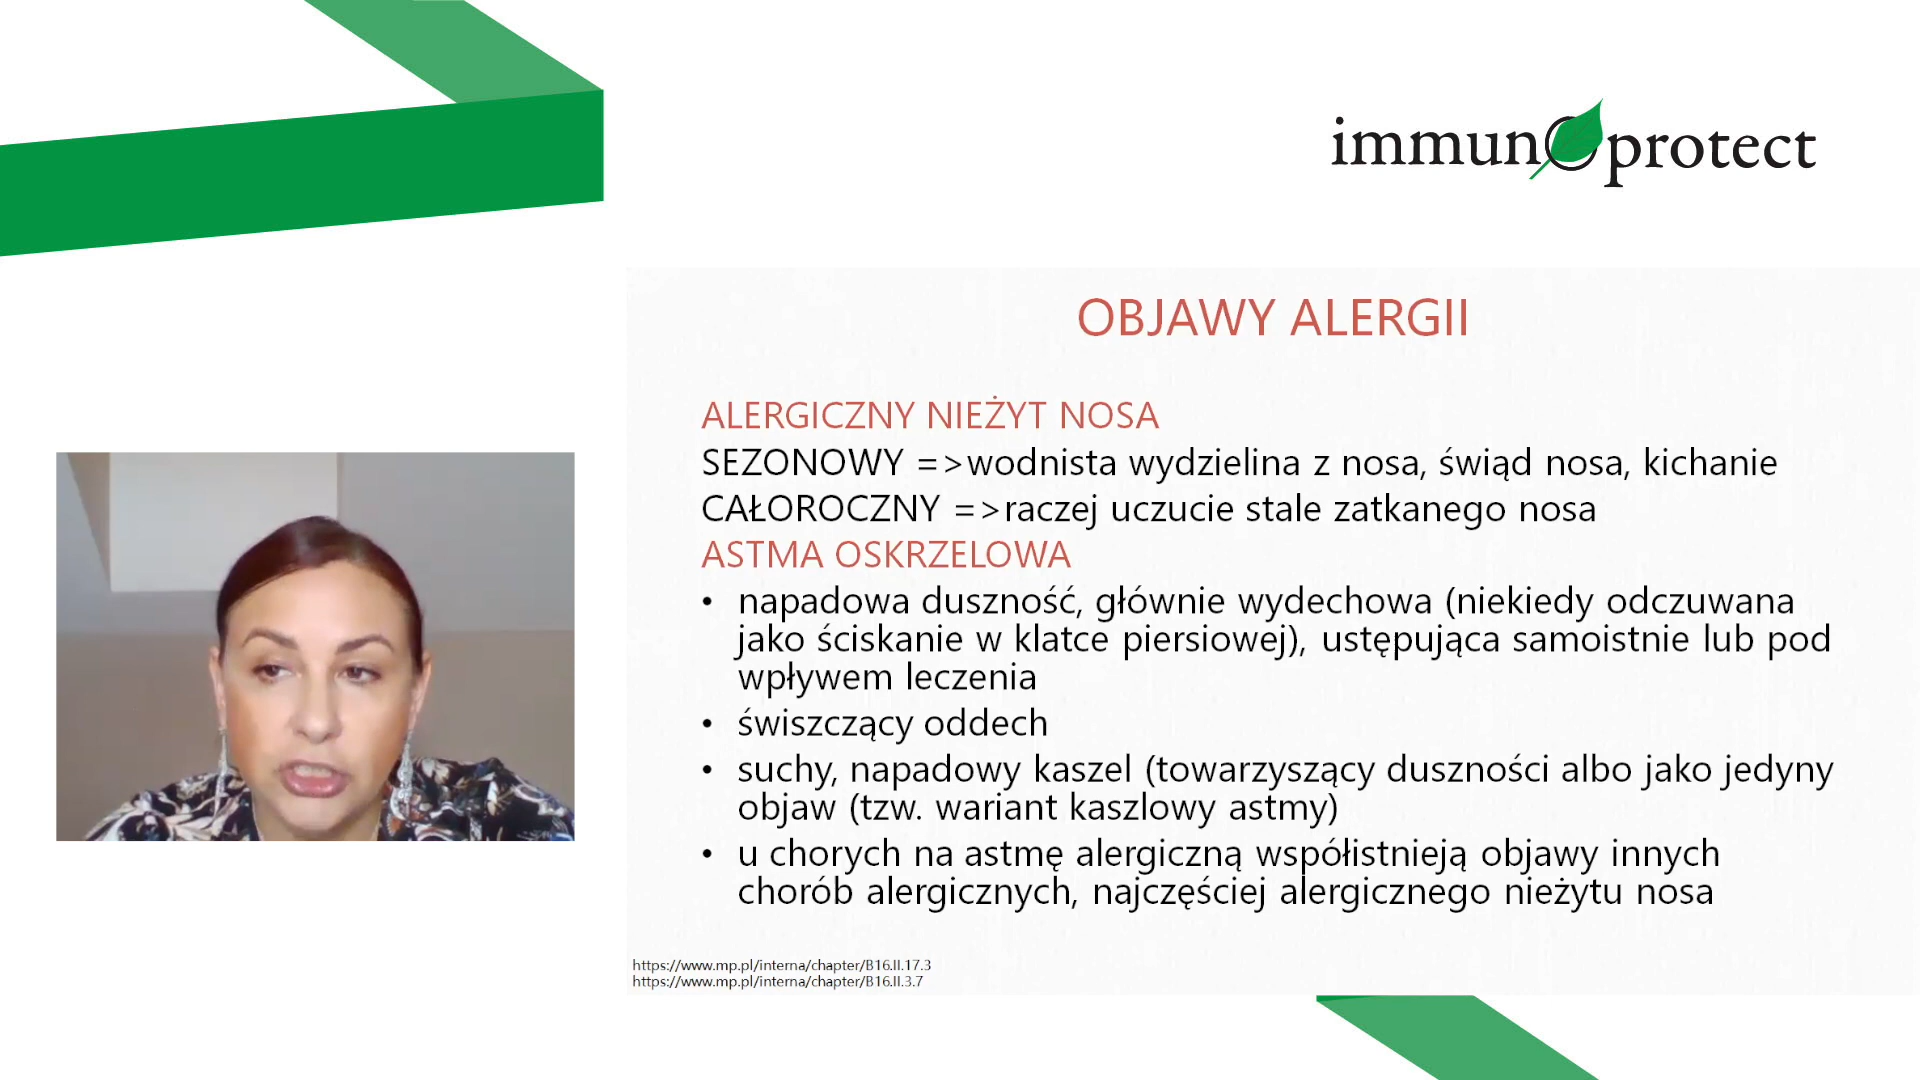 immunoprotect
OBJAWY ALERGII
ALERGICZNY NIEŻYT NOSA
SEZONOWY =>wodnista wydzielina z nosa, świąd nosa, kichanie
CAŁOROCZNY =>raczej uczucie stale zatkanego nosa
ASTMA OSKRZELOWA
• napadowa duszność, głównie wydechowa (niekiedy odczuwana
jako ściskanie w klatce piersiowej), ustępująca samoistnie lub pod
wpływem leczenia
• świszczący oddech
• suchy, napadowy kaszel (towarzyszący duszności albo jako jedyny
objaw (tzw. wariant kaszlowy astmy)
• u chorych na astmę alergiczną współistnieją objawy innych
chorób alergicznych, najczęściej alergicznego nieżytu nosa
https://www.mp.pl/interna/chapter/B16.II.17.3
https://www.mp.pl/interna/chapter/B16.II.3.7